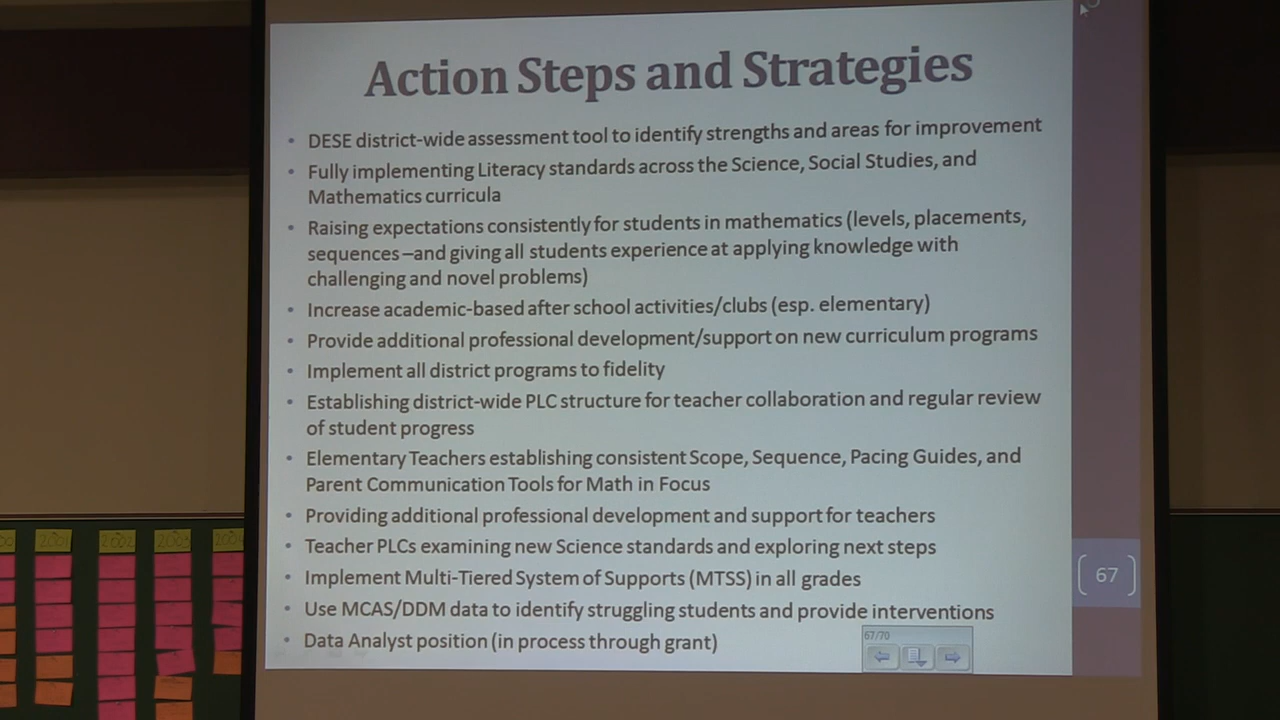 Action Steps and Strategies
• DESE district-wide assessment tool to identify strengths and areas for improvement
• Fully implementing Literacy standards across the Science, Social Studies, and
Mathematics curricula
• Raising expectations consistently for students in mathematics (levels, placements,
sequences –and giving all students experience at applying knowledge with
challenging and novel problems)
• Increase academic-based after school activities/clubs (esp. elementary)
• Provide additional professional development/support on new curriculum programs
• Implement all district programs to fidelity
• Establishing district-wide PLC structure for teacher collaboration and regular review
of student progress
• Elementary Teachers establishing consistent Scope, Sequence, Pacing Guides, and
Parent Communication Tools for Math in Focus
• Providing additional professional development and support for teachers
• Teacher PLCs examining new Science standards and exploring next steps
• Implement Multi-Tiered System of Supports (MTSS) in all grades
• Use MCAS/DDM data to identify struggling students and provide interventions
• Data Analyst position (in process through grant)
67
67/70
2001 2002 2003